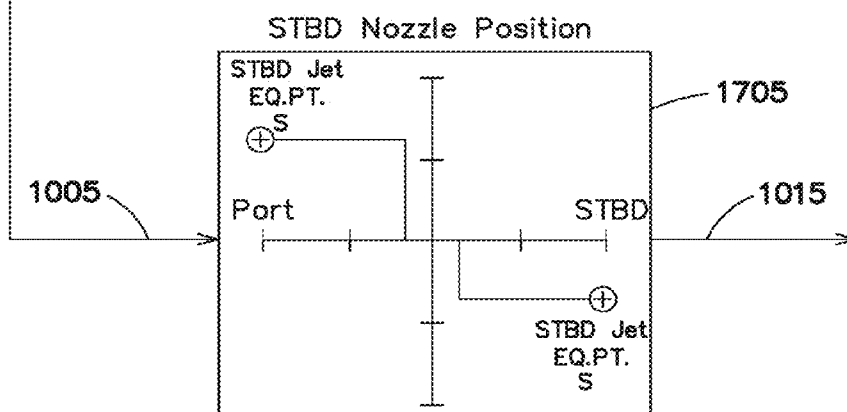 STBD Nozzle Position
STBD Jet
EQ.PT.
S
1705
1005
Port
STBD
1015
STBD Jet
EQ.PT.
S